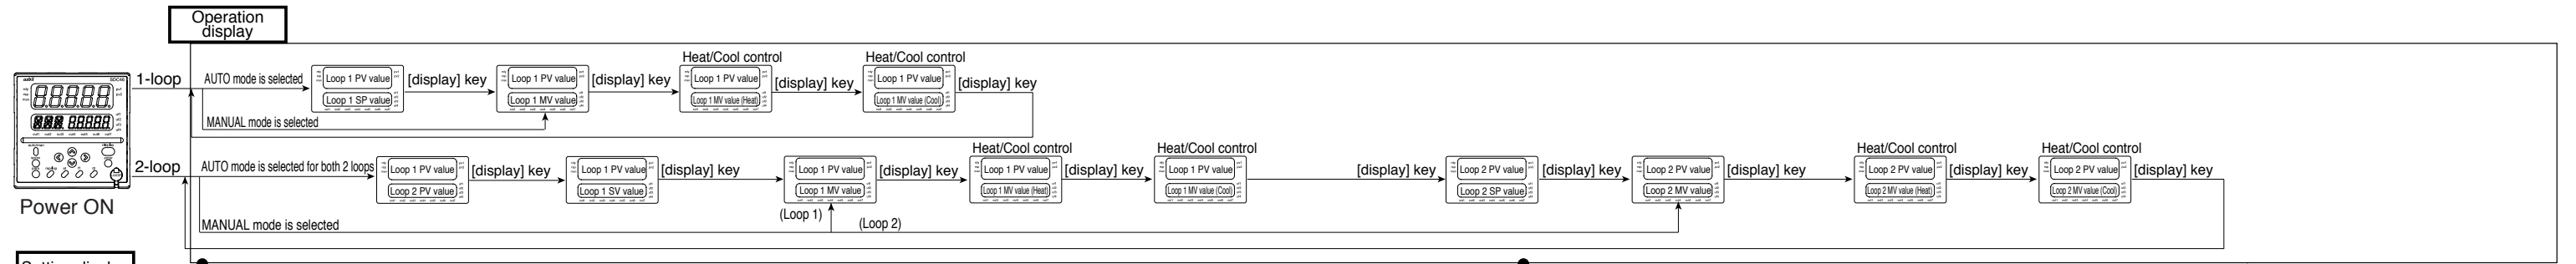 Operation
display
Heat/Cool control
Heat/Cool control
1-loop
AUTO mode is selected
Loop 1 PV value
Loop 1 SP value
[display] key
Loop 1 PV value
Loop 1 MV value
[display] key
Loop 1 PV value
Loop 1 MV value (Heat)
[display] key
Loop 1 PV value
Loop 1 MV value (Cool)
[display] key
MANUAL mode is selected
Heat/Cool control
Heat/Cool control
Heat/Cool control
Heat/Cool control
2-loop
AUTO mode is selected for both 2 loops
Loop 1 PV value
Loop 2 PV value
[display] key
Loop 1 PV value
Loop 1 SV value
[display] key
Loop 1 PV value
Loop 1 MV value
[display] key
Loop 1 PV value
Loop 1 MV value (Heat)
[display] key
Loop 1 PV value
Loop 1 MV value (Cool)
[display] key
Loop 2 PV value
Loop 2 SP value
[display] key
Loop 2 PV value
Loop 2 MV value
[display] key
Loop 2 PV value
Loop 2 MV value (Heat)
[display] key
Loop 2 PV value
Loop 2 MV value (Cool)
[display] key
Power ON
(Loop 1)
(Loop 2)
MANUAL mode is selected